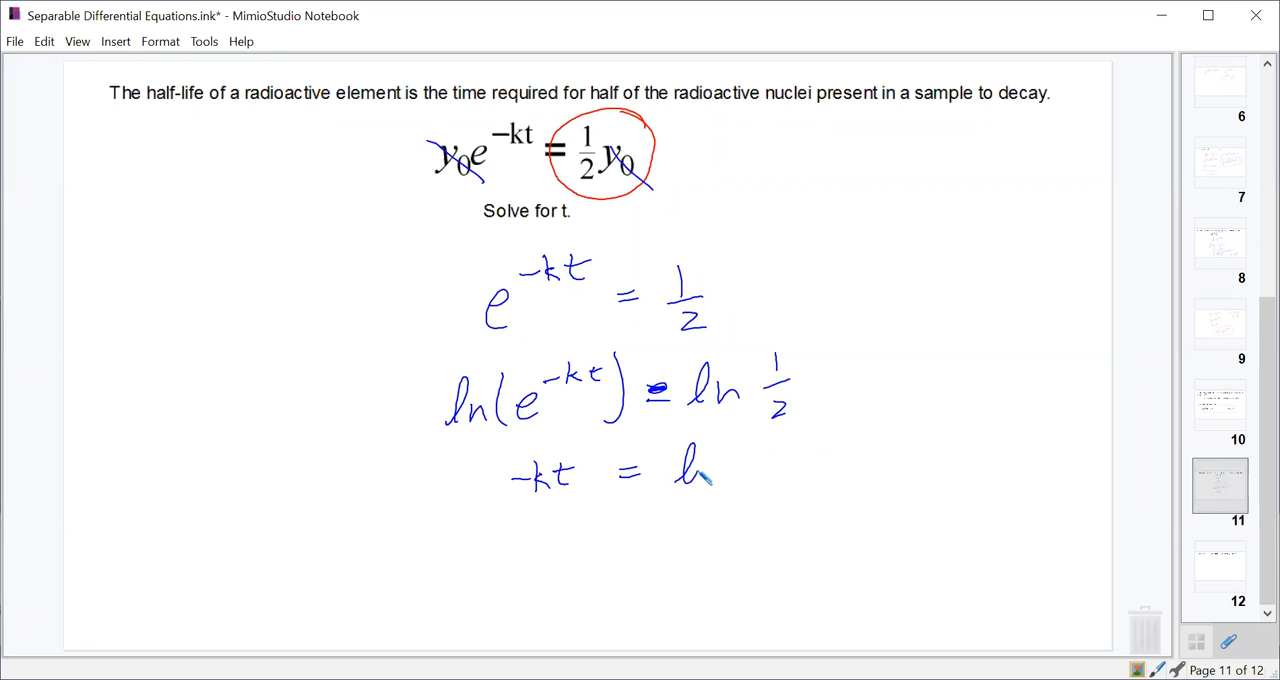 Separable Differential Equations.ink* - MimioStudio Notebook
File Edit View Insert Format Tools Help
The half-life of a radioactive element is the time required for half of the radioactive nuclei present in a sample to decay.
y₀e^–kt = 1/2 y₀
Solve for t.
e^-kt = 1/2
ln(e^-kt) = ln 1/2
-kt = l
6
7
8
9
10
11
12
Page 11 of 12